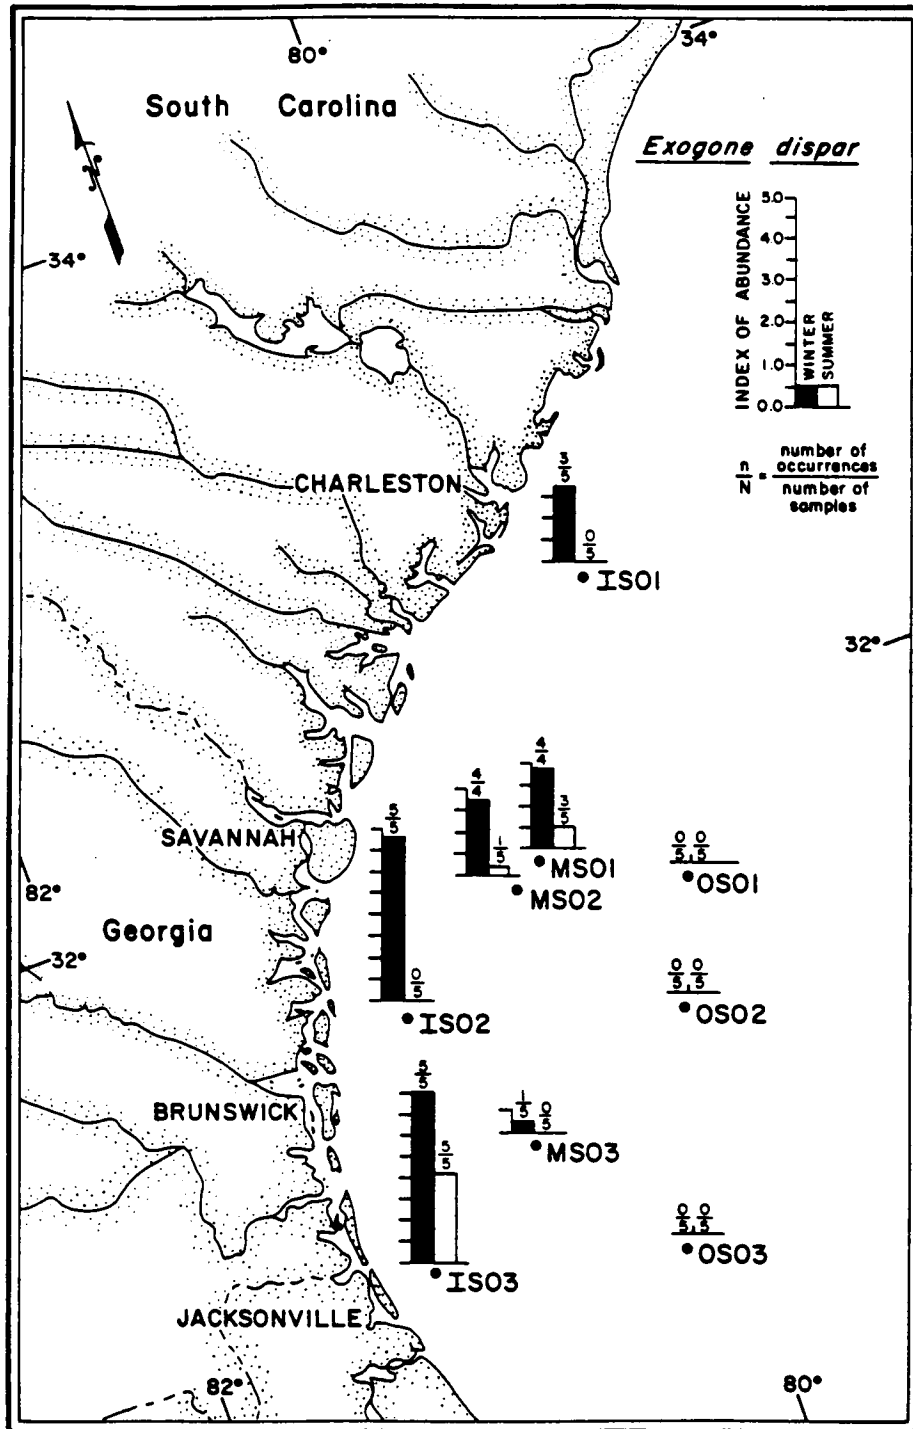 80°
34°
South Carolina
Exogone dispar
N
34°
INDEX OF ABUNDANCE
5.0
4.0
3.0
2.0
1.0
0.0
WINTER
SUMMER
n/N = number of occurrences / number of samples
CHARLESTON
3/5 0/5
IS01
32°
4/4 3/5
MS01
4/4 1/5
MS02
SAVANNAH
5/5 0/5
IS02
0/5 0/5
OS01
82°
Georgia
32°
0/5 0/5
OS02
BRUNSWICK
5/5 5/5
IS03
1/5 0/5
MS03
0/5 0/5
OS03
JACKSONVILLE
82°
80°